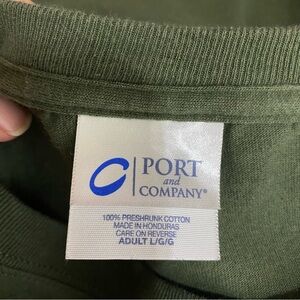 PORT
and
COMPANY®
100% PRESHRUNK COTTON
MADE IN HONDURAS
CARE ON REVERSE
ADULT L/G/G